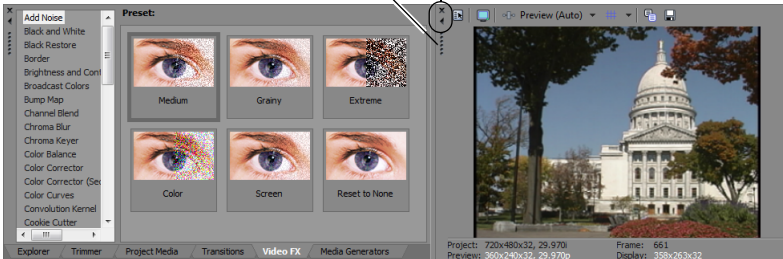 Add Noise
Black and White
Black Restore
Border
Brightness and Cont
Broadcast Colors
Bump Map
Channel Blend
Chroma Blur
Chroma Keyer
Color Balance
Color Corrector
Color Corrector (Sec
Color Curves
Convolution Kernel
Cookie Cutter
Preset:
Medium
Grainy
Extreme
Color
Screen
Reset to None
Explorer
Trimmer
Project Media
Transitions
Video FX
Media Generators
Preview (Auto)
Project: 720x480x32, 29.970i
Frame: 661
Preview: 360x240x32, 29.970p
Display: 358x263x32